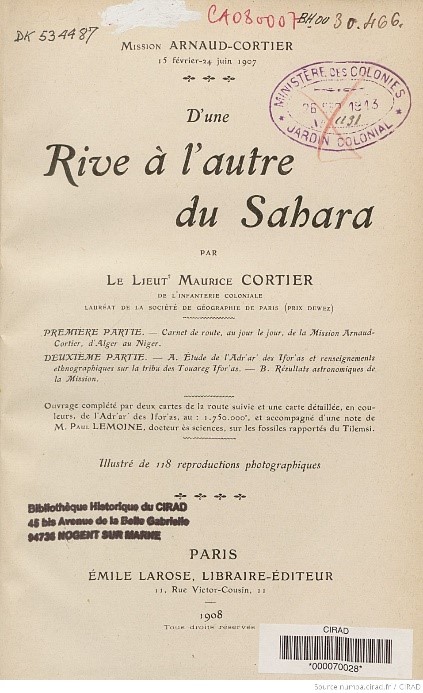 DK 534487
CA080007
BH00 30.466.
Mission ARNAUD-CORTIER
15 février-24 juin 1907
MINISTÈRE DES COLONIES
1913
JARDIN COLONIAL
D'une
Rive à l'autre
du Sahara
PAR
Le Lieut' Maurice CORTIER
DE L'INFANTERIE COLONIALE
LAURÉAT DE LA SOCIÉTÉ DE GÉOGRAPHIE DE PARIS (PRIX DEWEZ)
PREMIÈRE PARTIE. — Carnet de route, au jour le jour, de la Mission Arnaud-
Cortier, d'Alger au Niger.
DEUXIÈME PARTIE. — A. Étude de l'Adr'ar' des Ifor'as et renseignements
ethnographiques sur la tribu des Touareg Ifor'as. — B. Résultats astronomiques de
la Mission.
Ouvrage complété par deux cartes de la route suivie et une carte détaillée, en cou-
leurs, de l'Adr'ar' des Ifor'as, au 1 : 1.750.000e, et accompagné d'une note de
M. Paul LEMOINE, docteur ès sciences, sur les fossiles rapportés du Tilemsi.
Illustré de 118 reproductions photographiques
Bibliothèque Historique du CIRAD
45 bis Avenue de la Belle Gabrielle
94736 NOGENT SUR MARNE
PARIS
ÉMILE LAROSE, LIBRAIRE-ÉDITEUR
11, Rue Victor-Cousin, 11
1908
Tous droits réservés
CIRAD
*000070028*
Source numba.cirad.fr / CIRAD